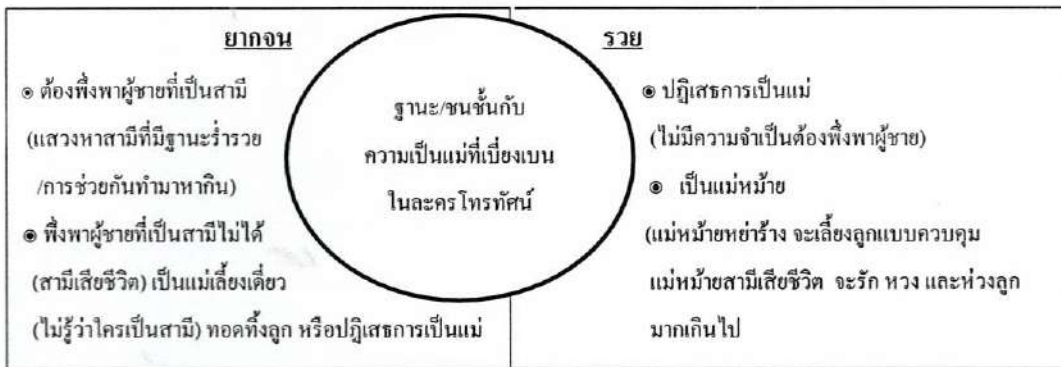 ยากจน
◉ ต้องพึ่งพาผู้ชายที่เป็นสามี
(แสวงหาสามีที่มีฐานะร่ำรวย
/การช่วยกันทำมาหากิน)
◉ พึ่งพาผู้ชายที่เป็นสามีไม่ได้
(สามีเสียชีวิต) เป็นแม่เลี้ยงเดี่ยว
(ไม่รู้ว่าใครเป็นสามี) ทอดทิ้งลูก หรือปฏิเสธการเป็นแม่
ฐานะ/ชนชั้นกับ
ความเป็นแม่ที่เบี่ยงเบน
ในละครโทรทัศน์
รวย
◉ ปฏิเสธการเป็นแม่
(ไม่มีความจำเป็นต้องพึ่งพาผู้ชาย)
◉ เป็นแม่หม้าย
(แม่หม้ายหย่าร้าง จะเลี้ยงลูกแบบควบคุม
แม่หม้ายสามีเสียชีวิต จะรัก หวง และห่วงลูก
มากเกินไป